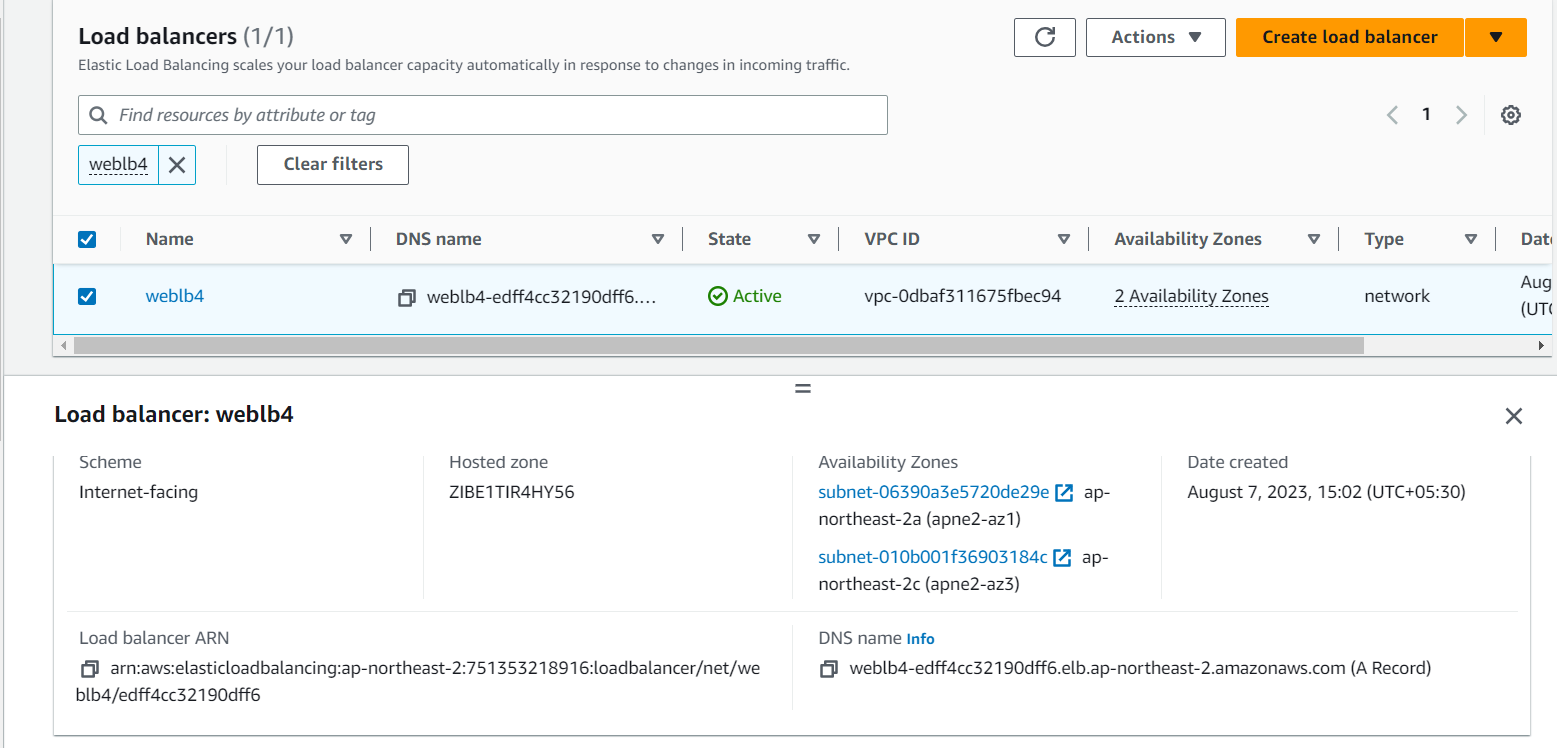 Load balancers (1/1)
Actions
Create load balancer
Elastic Load Balancing scales your load balancer capacity automatically in response to changes in incoming traffic.
Find resources by attribute or tag
1
weblb4
Clear filters
Name
DNS name
State
VPC ID
Availability Zones
Type
Date
weblb4
weblb4-edff4cc32190dff6....
Active
vpc-0dbaf311675fbec94
2 Availability Zones
network
Aug
(UTC
Load balancer: weblb4
Scheme
Internet-facing
Hosted zone
ZIBE1TIR4HY56
Availability Zones
subnet-06390a3e5720de29e ap-
northeast-2a (apne2-az1)
subnet-010b001f36903184c ap-
northeast-2c (apne2-az3)
Date created
August 7, 2023, 15:02 (UTC+05:30)
Load balancer ARN
arn:aws:elasticloadbalancing:ap-northeast-2:751353218916:loadbalancer/net/we
blb4/edff4cc32190dff6
DNS name Info
weblb4-edff4cc32190dff6.elb.ap-northeast-2.amazonaws.com (A Record)